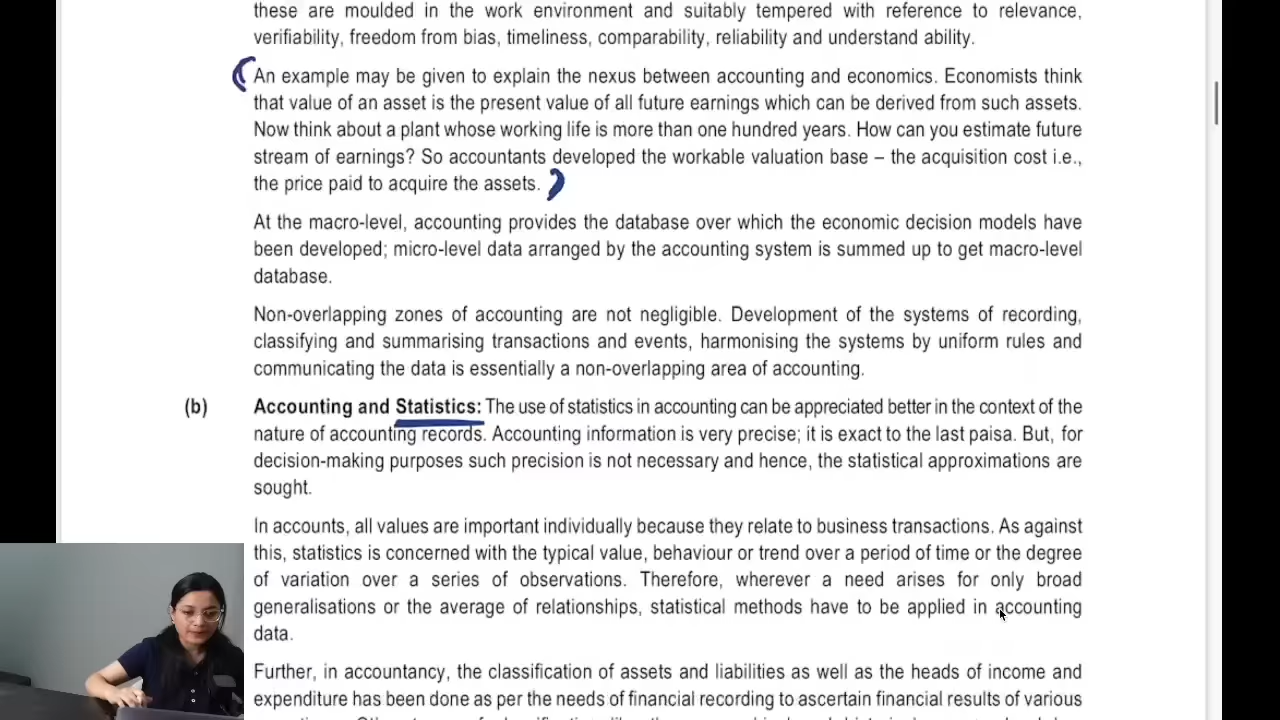 these are moulded in the work environment and suitably tempered with reference to relevance,
verifiability, freedom from bias, timeliness, comparability, reliability and understand ability.
An example may be given to explain the nexus between accounting and economics. Economists think
that value of an asset is the present value of all future earnings which can be derived from such assets.
Now think about a plant whose working life is more than one hundred years. How can you estimate future
stream of earnings? So accountants developed the workable valuation base – the acquisition cost i.e.,
the price paid to acquire the assets.
At the macro-level, accounting provides the database over which the economic decision models have
been developed; micro-level data arranged by the accounting system is summed up to get macro-level
database.
Non-overlapping zones of accounting are not negligible. Development of the systems of recording,
classifying and summarising transactions and events, harmonising the systems by uniform rules and
communicating the data is essentially a non-overlapping area of accounting.
(b) Accounting and Statistics: The use of statistics in accounting can be appreciated better in the context of the
nature of accounting records. Accounting information is very precise; it is exact to the last paisa. But, for
decision-making purposes such precision is not necessary and hence, the statistical approximations are
sought.
In accounts, all values are important individually because they relate to business transactions. As against
this, statistics is concerned with the typical value, behaviour or trend over a period of time or the degree
of variation over a series of observations. Therefore, wherever a need arises for only broad
generalisations or the average of relationships, statistical methods have to be applied in accounting
data.
Further, in accountancy, the classification of assets and liabilities as well as the heads of income and
expenditure has been done as per the needs of financial recording to ascertain financial results of various